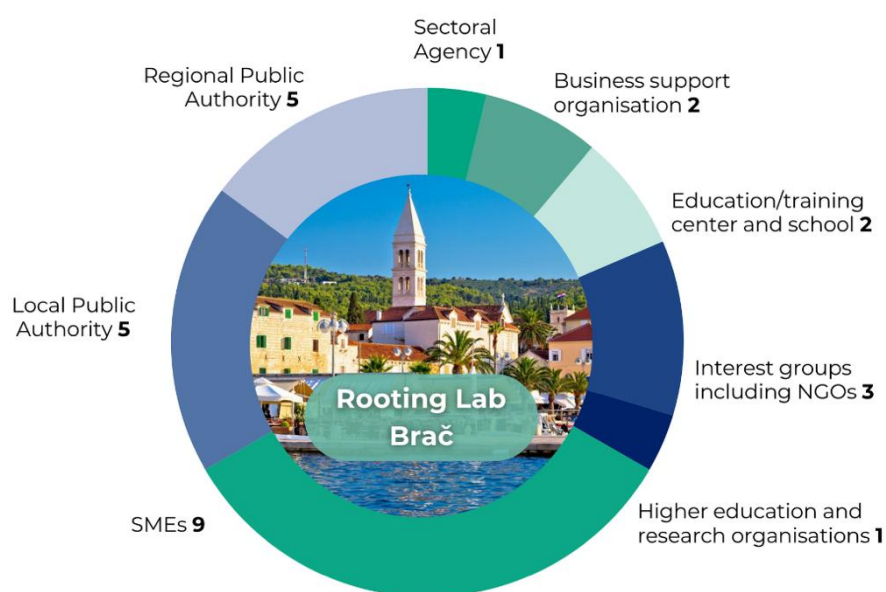 Sectoral
Agency 1
Business support
organisation 2
Education/training
center and school 2
Interest groups
including NGOs 3
Higher education and
research organisations 1
SMEs 9
Local Public
Authority 5
Regional Public
Authority 5
Rooting Lab
Brač